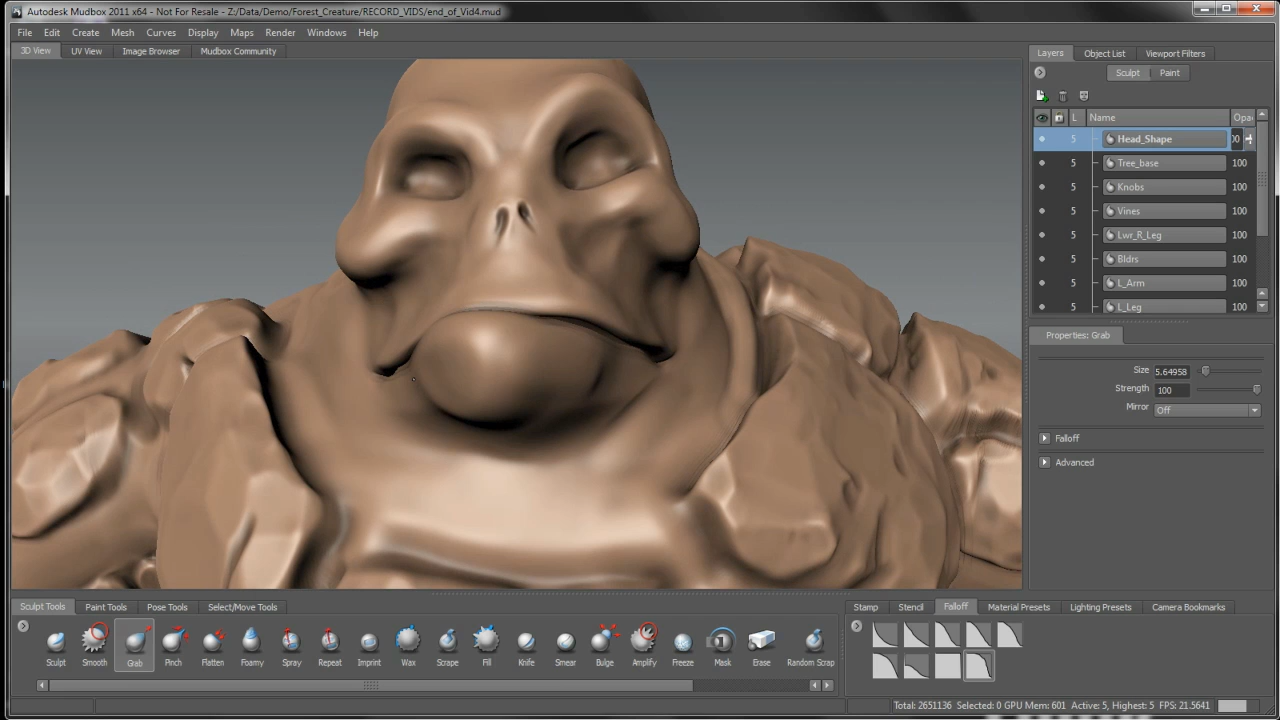 Autodesk Mudbox 2011 x64 - Not For Resale - Z:/Data/Demo/Forest_Creature/RECORD_VIDS/end_of_Vid4.mud
File Edit Create Mesh Curves Display Maps Render Windows Help
3D View UV View Image Browser Mudbox Community
Layers Object List Viewport Filters
Sculpt Paint
L Name Opa
5 Head_Shape 00
5 Tree_base 100
5 Knobs 100
5 Vines 100
5 Lwr_R_Leg 100
5 Bldrs 100
5 L_Arm 100
5 L_Leg 100
Properties: Grab
Size 5.64958
Strength 100
Mirror Off
Falloff
Advanced
Sculpt Tools Paint Tools Pose Tools Select/Move Tools
Sculpt Smooth Grab Pinch Flatten Foamy Spray Repeat Imprint Wax Scrape Fill Knife Smear Bulge Amplify Freeze Mask Erase Random Scrap
Stamp Stencil Falloff Material Presets Lighting Presets Camera Bookmarks
Total: 2651136 Selected: 0 GPU Mem: 601 Active: 5, Highest: 5 FPS: 21.5641